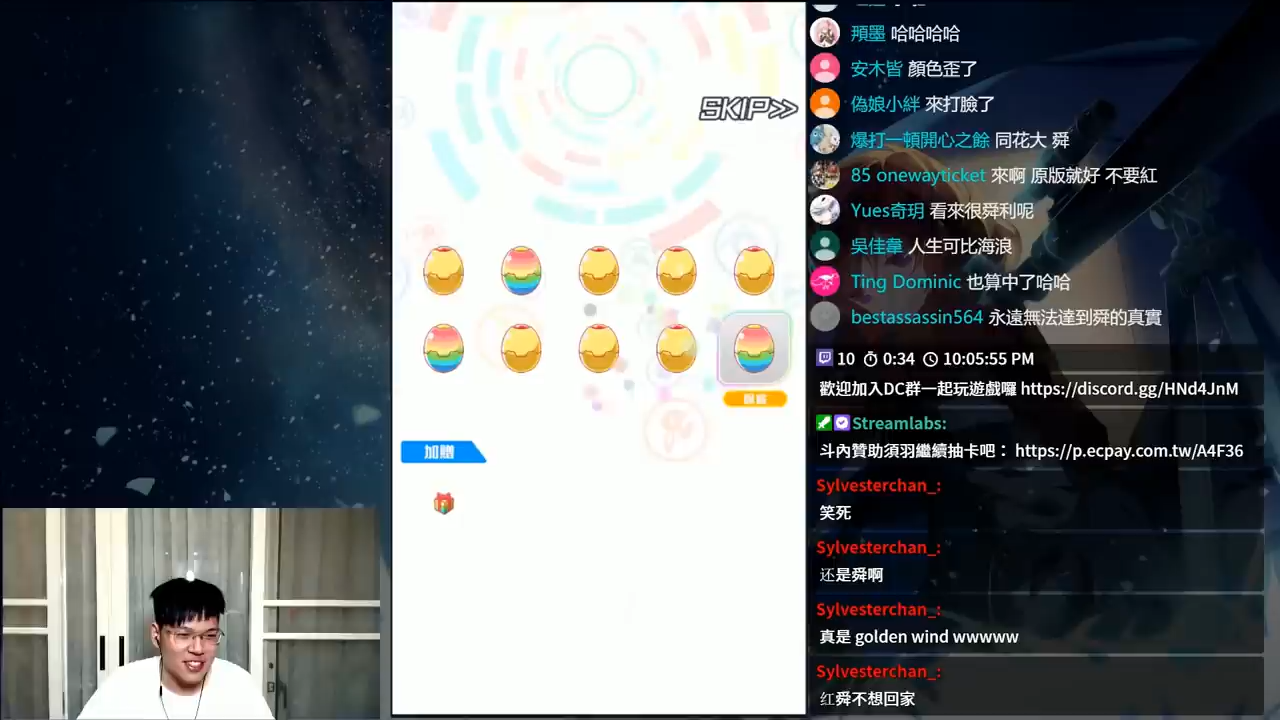 SKIP>>
保底
加贈
頖墨 哈哈哈哈
安木皆 顏色歪了
偽娘小絆 來打臉了
爆打一頓開心之餘 同花大 舜
85 onewayticket 來啊 原版就好 不要紅
Yues奇玥 看來很舜利呢
吳佳韋 人生可比海浪
Ting Dominic 也算中了哈哈
bestassassin564 永遠無法達到舜的真實
10 0:34 10:05:55 PM
歡迎加入DC群一起玩遊戲囉 https://discord.gg/HNd4JnM
Streamlabs:
斗內贊助須羽繼續抽卡吧： https://p.ecpay.com.tw/A4F36
Sylvesterchan_:
笑死
Sylvesterchan_:
还是舜啊
Sylvesterchan_:
真是 golden wind wwwww
Sylvesterchan_:
红舜不想回家